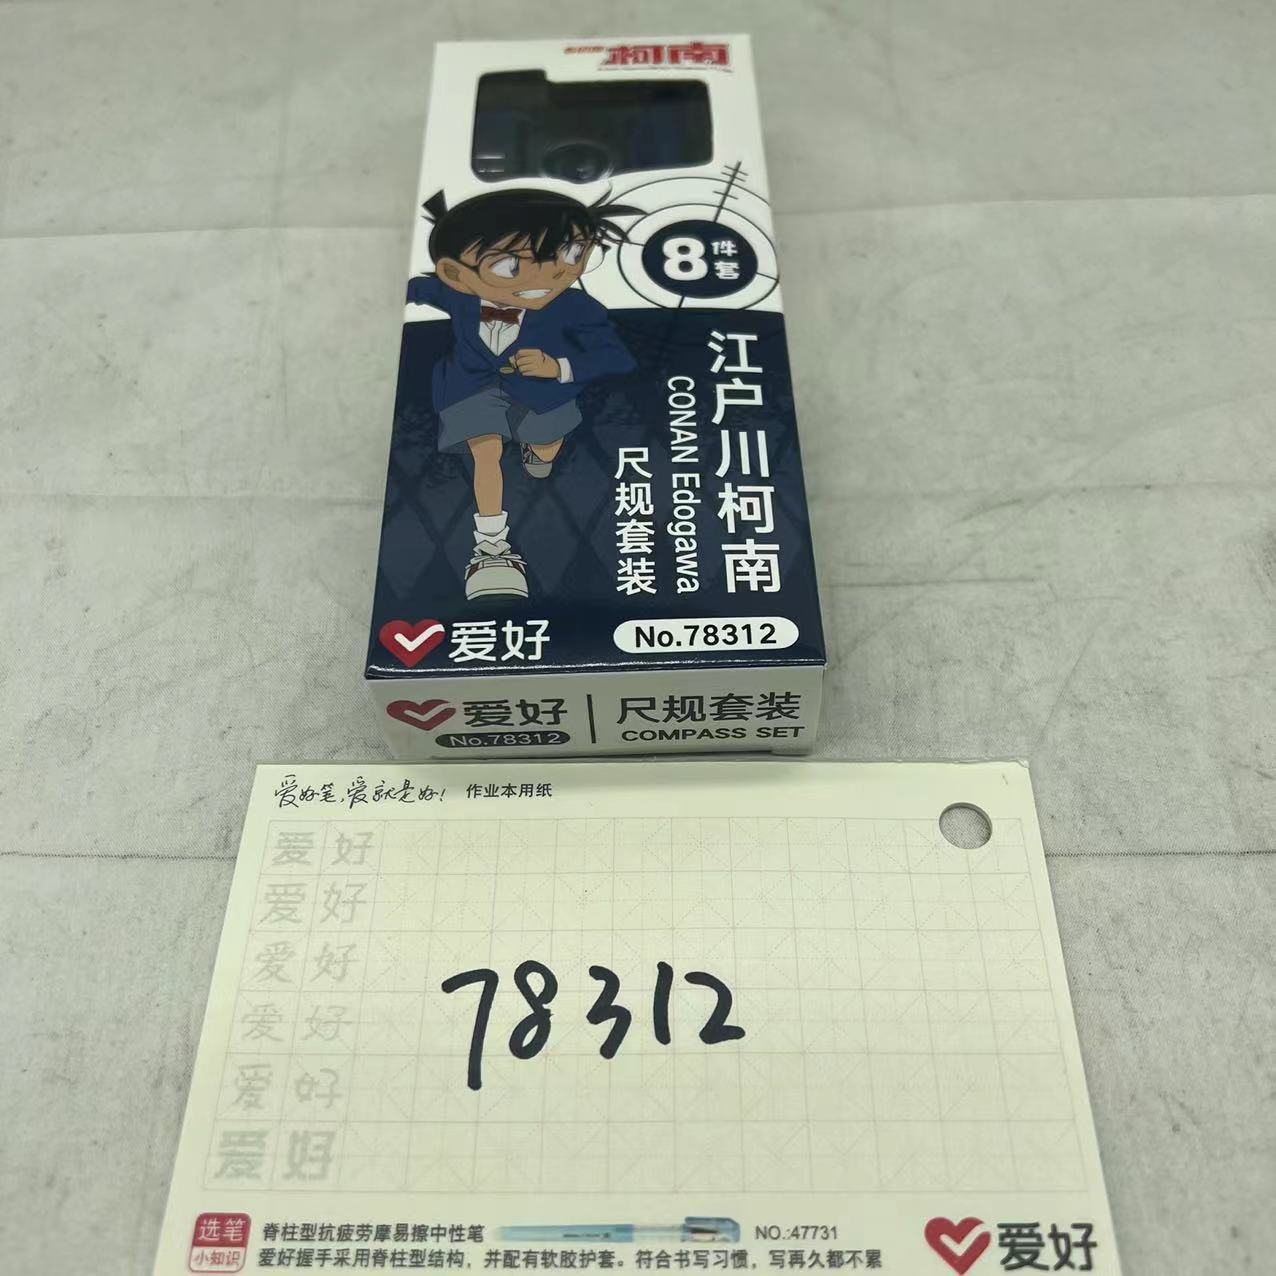 柯南
8件套
江户川柯南
CONAN Edogawa
尺规套装
爱好
No.78312
爱好
No.78312
尺规套装
COMPASS SET
爱好笔,爱就是好!
作业本用纸
爱好
爱好
爱好
爱好
爱好
爱好
78312
选笔
小知识
脊柱型抗疲劳摩易擦中性笔
NO.:47731
爱好握手采用脊柱型结构，并配有软胶护套。符合书写习惯，写再久都不累
爱好